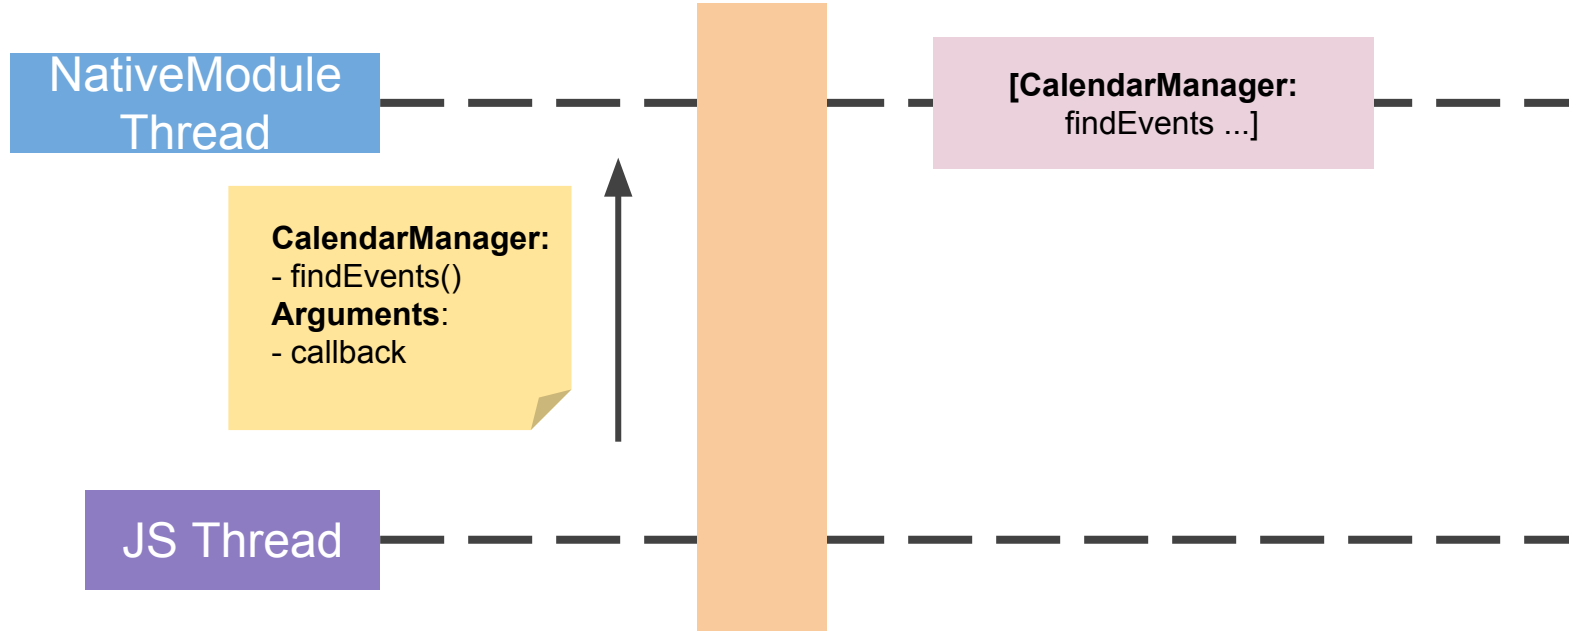 NativeModule
Thread
[CalendarManager:
findEvents ...]
CalendarManager:
- findEvents()
Arguments:
- callback
JS Thread